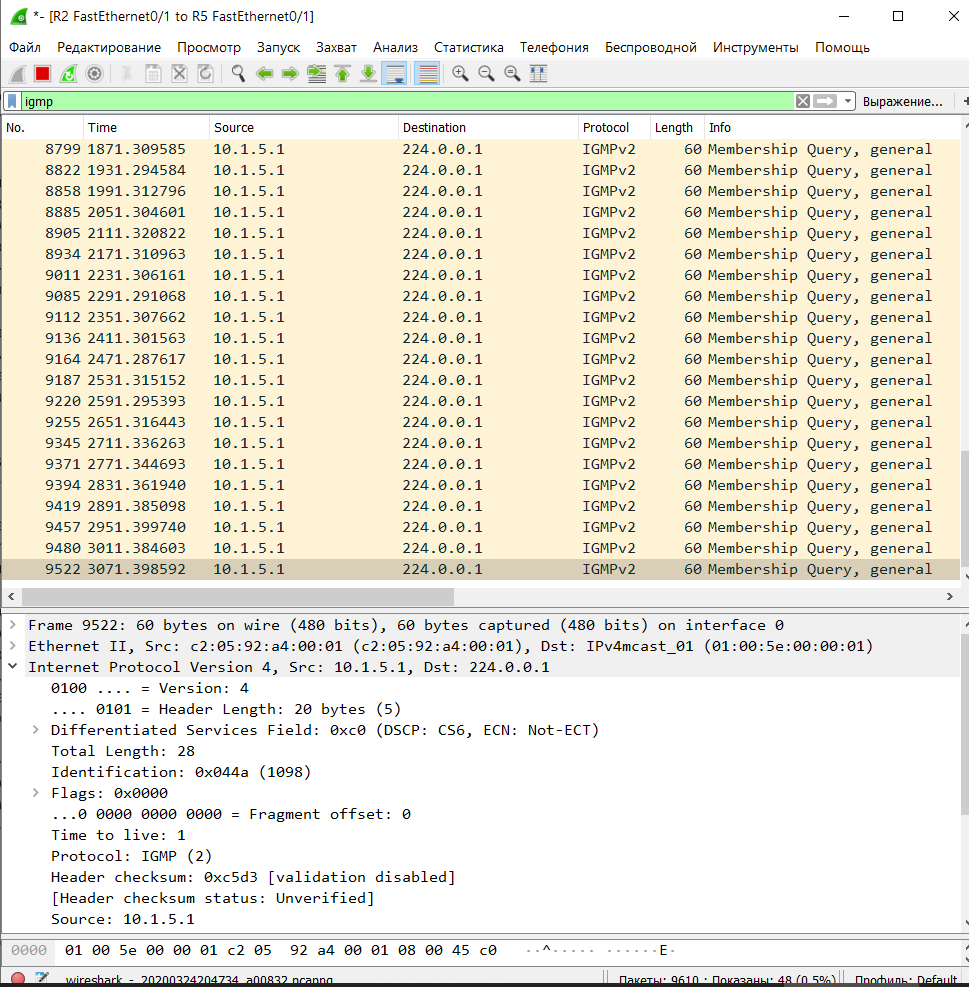 *- [R2 FastEthernet0/1 to R5 FastEthernet0/1]
Файл Редактирование Просмотр Запуск Захват Анализ Статистика Телефония Беспроводной Инструменты Помощь
igmp Выражение... +
No. Time Source Destination Protocol Length Info
8799 1871.309585 10.1.5.1 224.0.0.1 IGMPv2 60 Membership Query, general
8822 1931.294584 10.1.5.1 224.0.0.1 IGMPv2 60 Membership Query, general
8858 1991.312796 10.1.5.1 224.0.0.1 IGMPv2 60 Membership Query, general
8885 2051.304601 10.1.5.1 224.0.0.1 IGMPv2 60 Membership Query, general
8905 2111.320822 10.1.5.1 224.0.0.1 IGMPv2 60 Membership Query, general
8934 2171.310963 10.1.5.1 224.0.0.1 IGMPv2 60 Membership Query, general
9011 2231.306161 10.1.5.1 224.0.0.1 IGMPv2 60 Membership Query, general
9085 2291.291068 10.1.5.1 224.0.0.1 IGMPv2 60 Membership Query, general
9112 2351.307662 10.1.5.1 224.0.0.1 IGMPv2 60 Membership Query, general
9136 2411.301563 10.1.5.1 224.0.0.1 IGMPv2 60 Membership Query, general
9164 2471.287617 10.1.5.1 224.0.0.1 IGMPv2 60 Membership Query, general
9187 2531.315152 10.1.5.1 224.0.0.1 IGMPv2 60 Membership Query, general
9220 2591.295393 10.1.5.1 224.0.0.1 IGMPv2 60 Membership Query, general
9255 2651.316443 10.1.5.1 224.0.0.1 IGMPv2 60 Membership Query, general
9345 2711.336263 10.1.5.1 224.0.0.1 IGMPv2 60 Membership Query, general
9371 2771.344693 10.1.5.1 224.0.0.1 IGMPv2 60 Membership Query, general
9394 2831.361940 10.1.5.1 224.0.0.1 IGMPv2 60 Membership Query, general
9419 2891.385098 10.1.5.1 224.0.0.1 IGMPv2 60 Membership Query, general
9457 2951.399740 10.1.5.1 224.0.0.1 IGMPv2 60 Membership Query, general
9480 3011.384603 10.1.5.1 224.0.0.1 IGMPv2 60 Membership Query, general
9522 3071.398592 10.1.5.1 224.0.0.1 IGMPv2 60 Membership Query, general
Frame 9522: 60 bytes on wire (480 bits), 60 bytes captured (480 bits) on interface 0
Ethernet II, Src: c2:05:92:a4:00:01 (c2:05:92:a4:00:01), Dst: IPv4mcast_01 (01:00:5e:00:00:01)
Internet Protocol Version 4, Src: 10.1.5.1, Dst: 224.0.0.1
0100 .... = Version: 4
.... 0101 = Header Length: 20 bytes (5)
Differentiated Services Field: 0xc0 (DSCP: CS6, ECN: Not-ECT)
Total Length: 28
Identification: 0x044a (1098)
Flags: 0x0000
...0 0000 0000 0000 = Fragment offset: 0
Time to live: 1
Protocol: IGMP (2)
Header checksum: 0xc5d3 [validation disabled]
[Header checksum status: Unverified]
Source: 10.1.5.1
0000 01 00 5e 00 00 01 c2 05 92 a4 00 01 08 00 45 c0 ··^····· ······E·
wireshark_-_20200324204734_a00832.pcapng Пакеты: 9610 · Показаны: 48 (0.5%) Профиль: Default